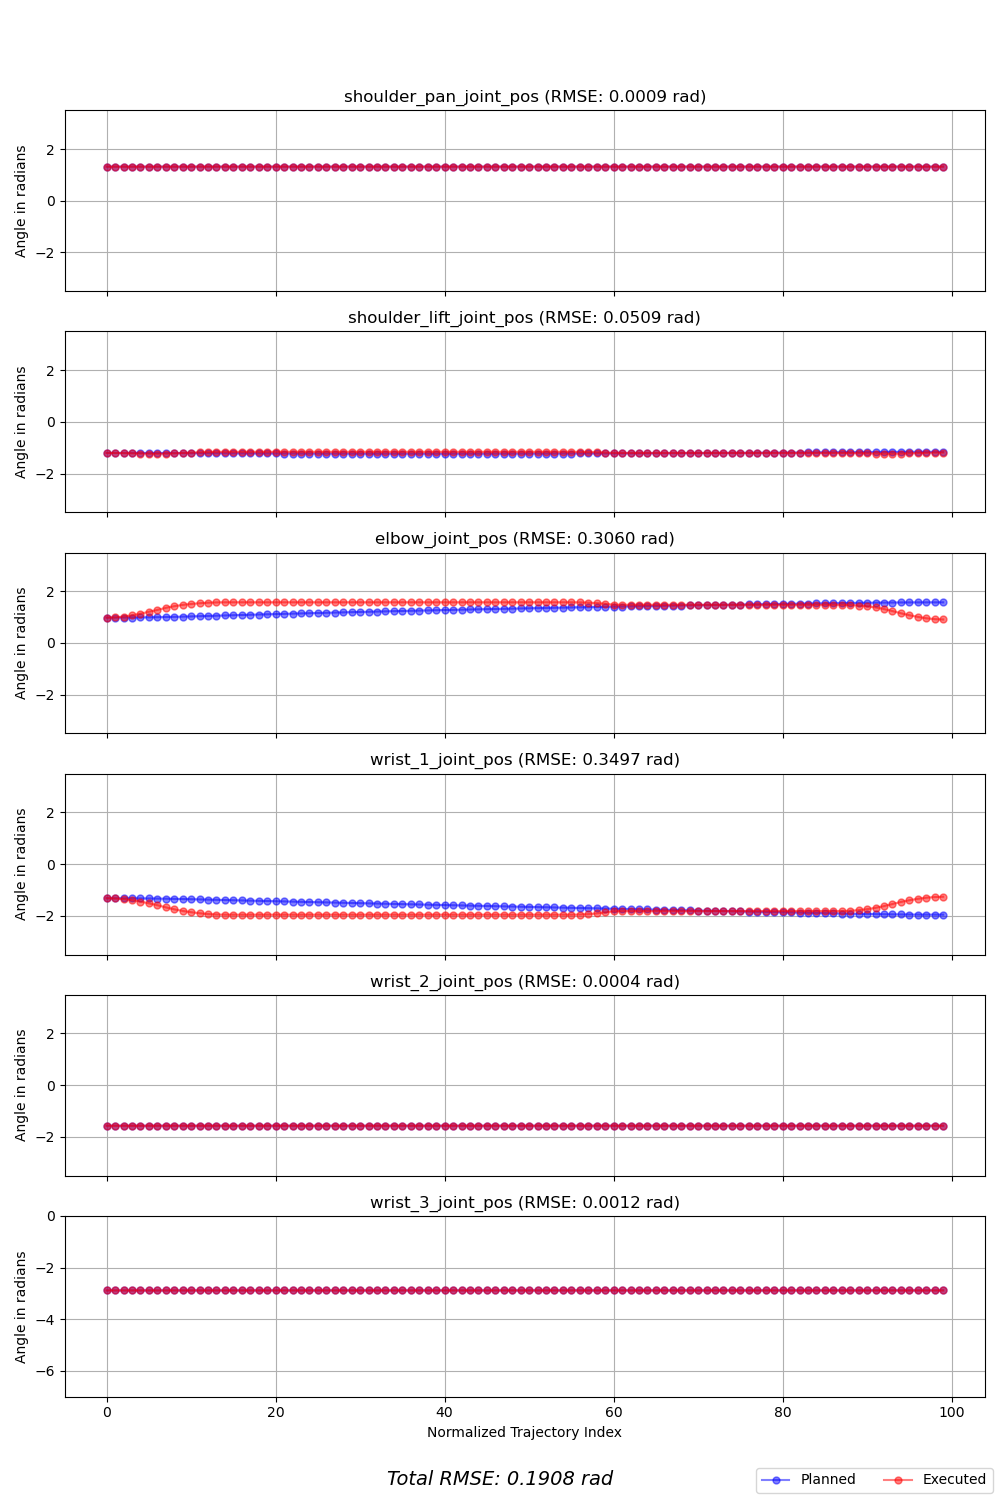 shoulder_pan_joint_pos (RMSE: 0.0009 rad)
Angle in radians
2
0
−2
shoulder_lift_joint_pos (RMSE: 0.0509 rad)
Angle in radians
2
0
−2
elbow_joint_pos (RMSE: 0.3060 rad)
Angle in radians
2
0
−2
wrist_1_joint_pos (RMSE: 0.3497 rad)
Angle in radians
2
0
−2
wrist_2_joint_pos (RMSE: 0.0004 rad)
Angle in radians
2
0
−2
wrist_3_joint_pos (RMSE: 0.0012 rad)
Angle in radians
0
−2
−4
−6
0 20 40 60 80 100
Normalized Trajectory Index
Total RMSE: 0.1908 rad
Planned Executed